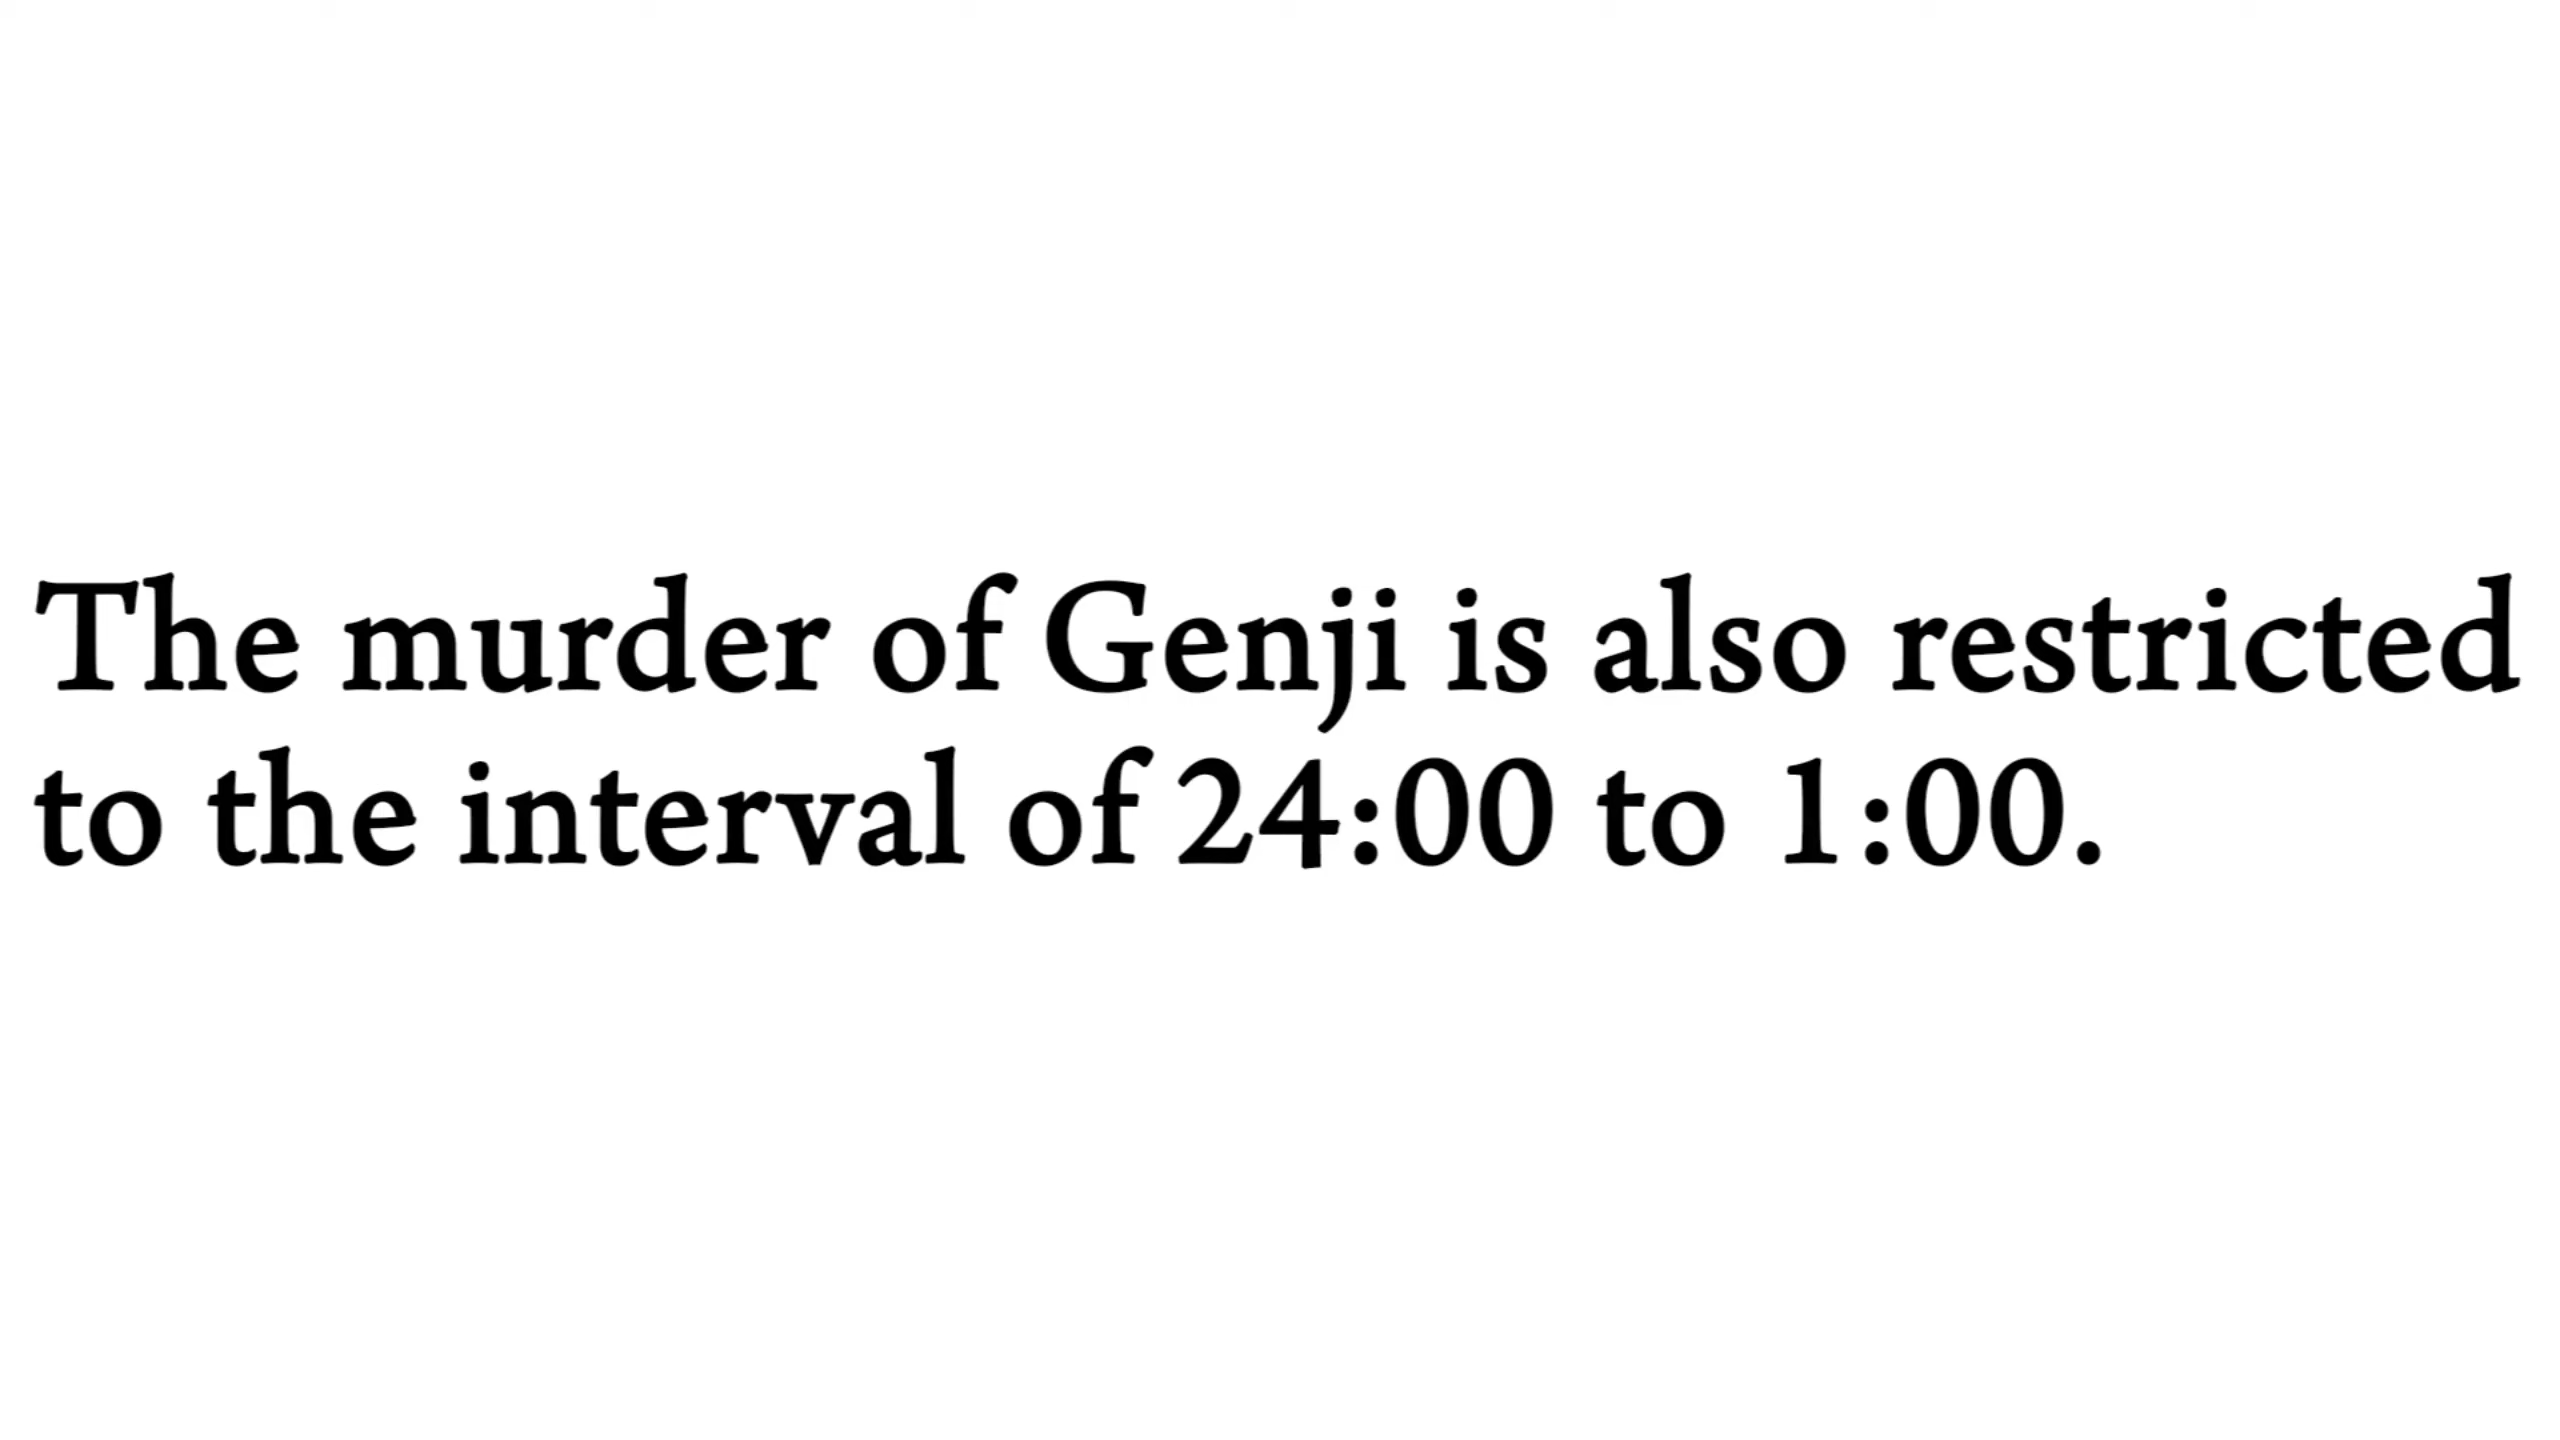 The murder of Genji is also restricted
to the interval of 24:00 to 1:00.